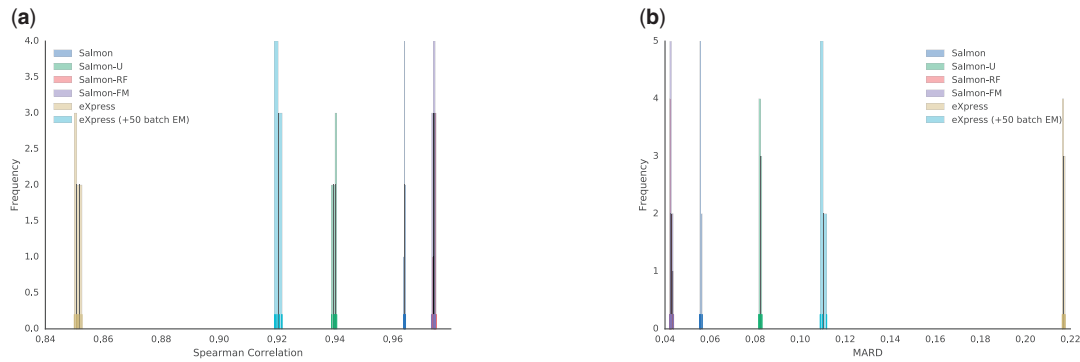 (a)
4.0
3.5
3.0
2.5
2.0
1.5
1.0
0.5
0.0
Frequency
Salmon
Salmon-U
Salmon-RF
Salmon-FM
eXpress
eXpress (+50 batch EM)
0,84 0,86 0,88 0,90 0,92 0,94 0,96
Spearman Correlation
(b)
5
4
3
2
1
0
Frequency
Salmon
Salmon-U
Salmon-RF
Salmon-FM
eXpress
eXpress (+50 batch EM)
0,04 0,06 0,08 0,10 0,12 0,14 0,16 0,18 0,20 0,22
MARD